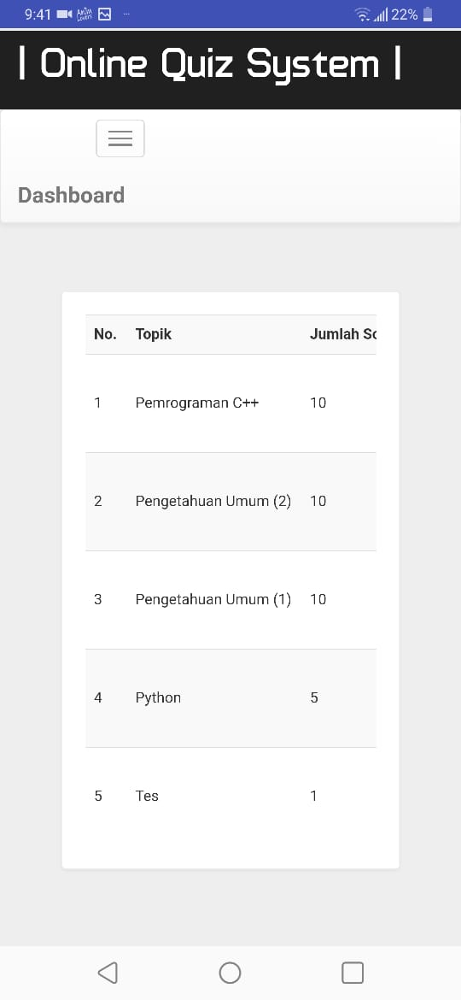 9:41 22%
| Online Quiz System |
Dashboard
No. Topik Jumlah
1 Pemrograman C++ 10
2 Pengetahuan Umum (2) 10
3 Pengetahuan Umum (1) 10
4 Python 5
5 Tes 1